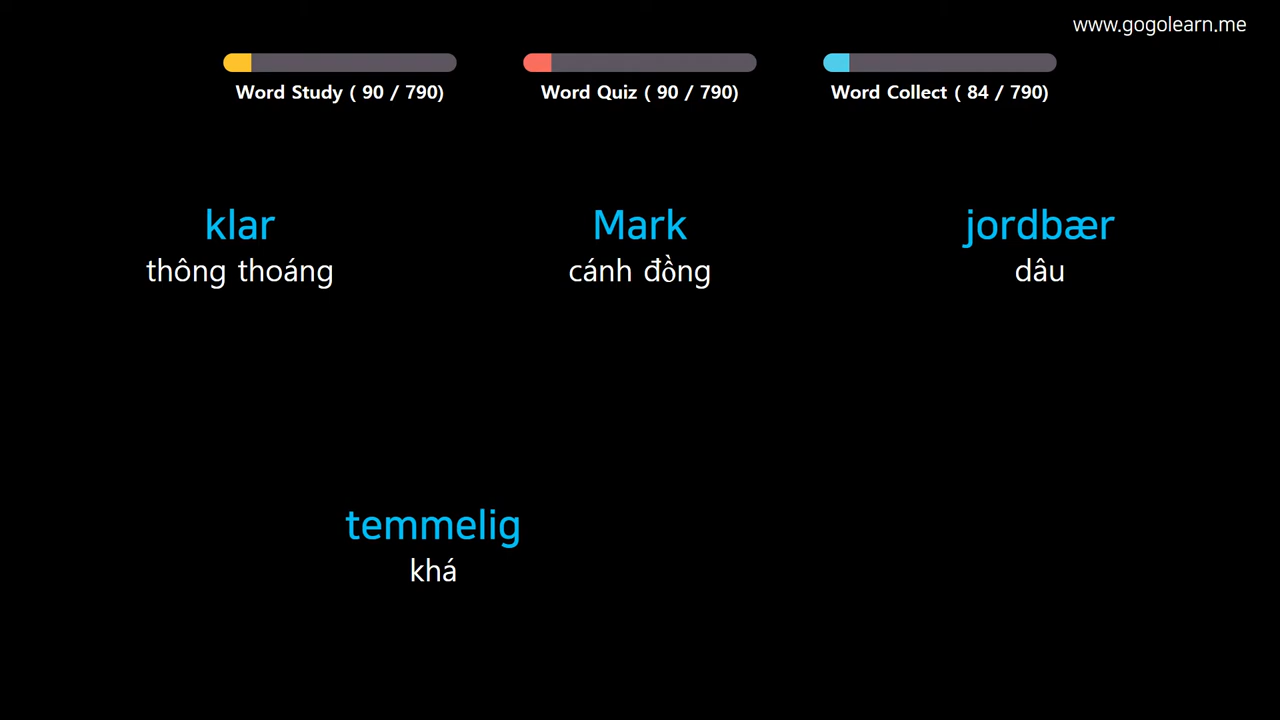 www.gogolearn.me
Word Study ( 90 / 790) Word Quiz ( 90 / 790) Word Collect ( 84 / 790)
klar Mark jordbær
thông thoáng cánh đồng dâu
temmelig
khá